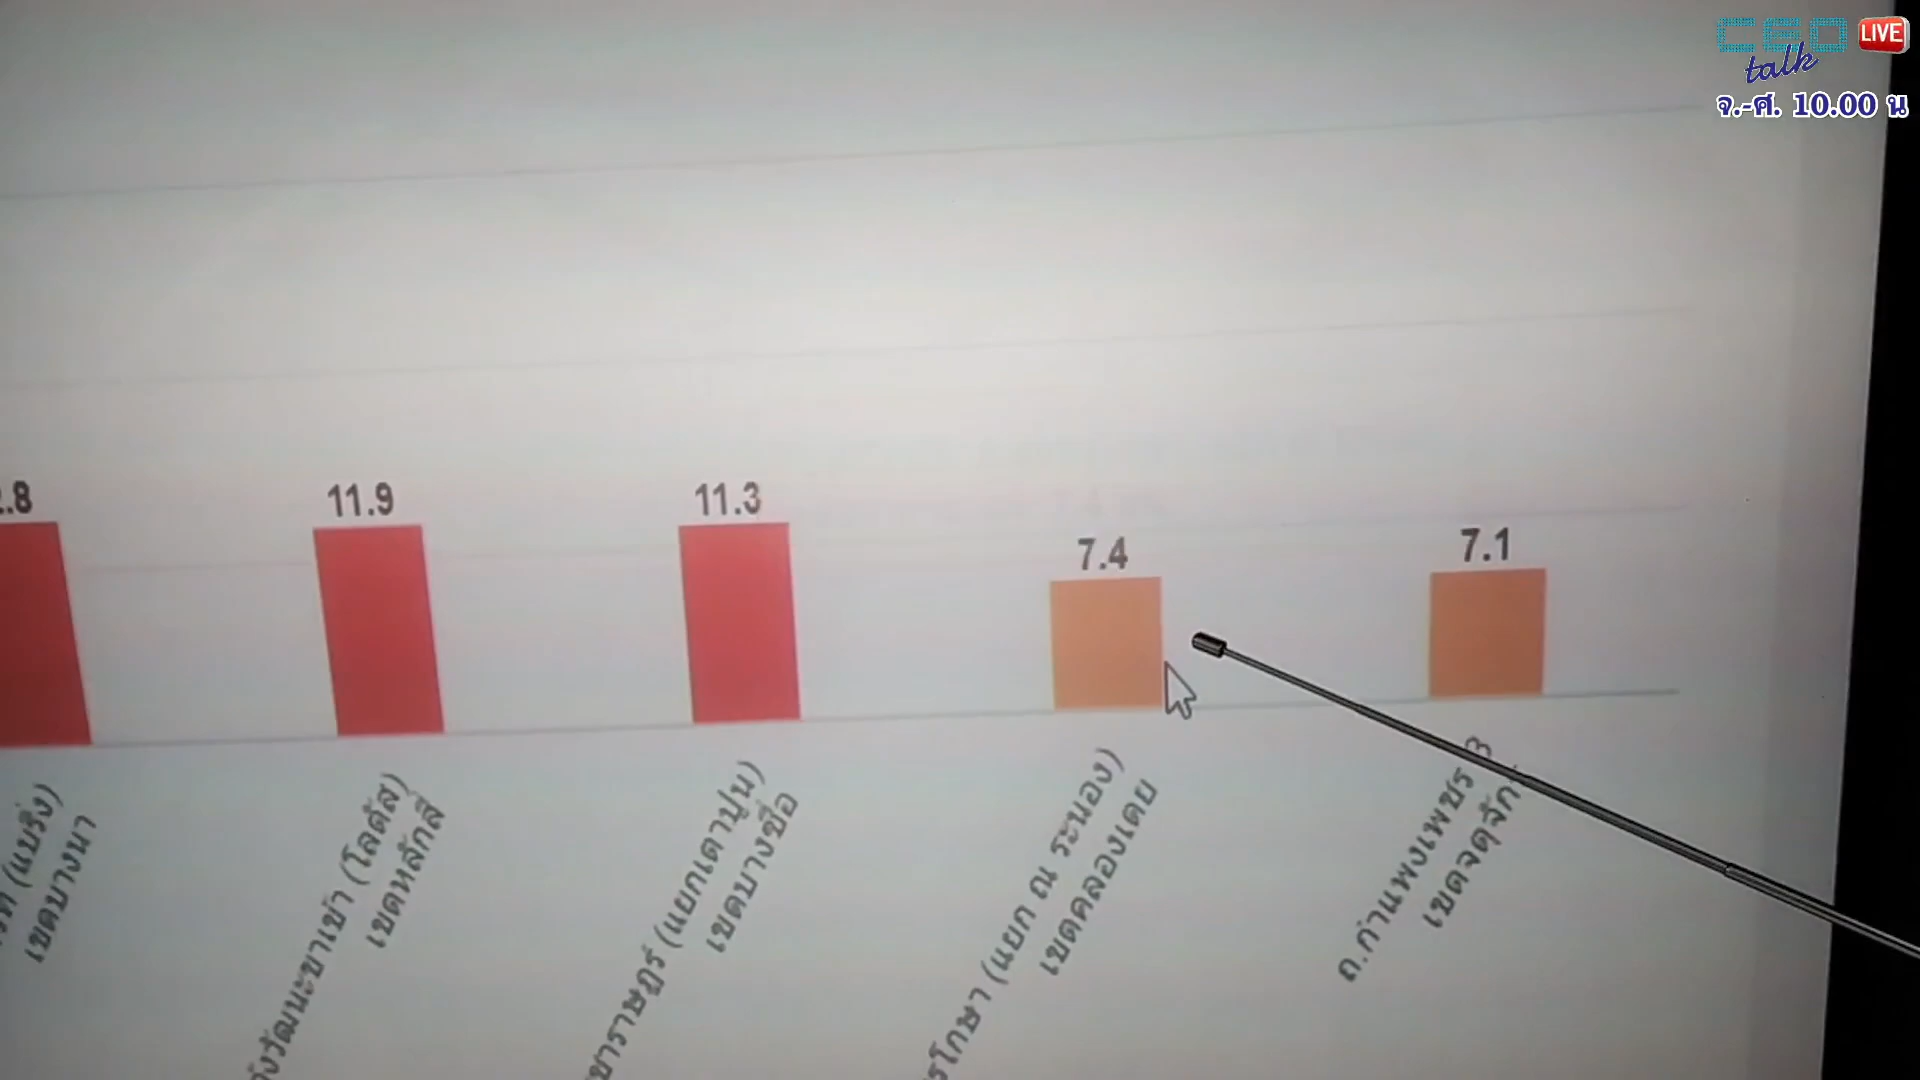 CEO
talk
LIVE
จ.-ศ. 10.00 น
.8
11.9
11.3
7.4
7.1
(แบริ่ง)
เขตบางนา
(โลตัส)
เขตหลักสี่
(แยกเตาปูน)
เขตบางซื่อ
(แยก ณ ระนอง)
เขตคลองเตย
ถ.กำแพงเพชร 3